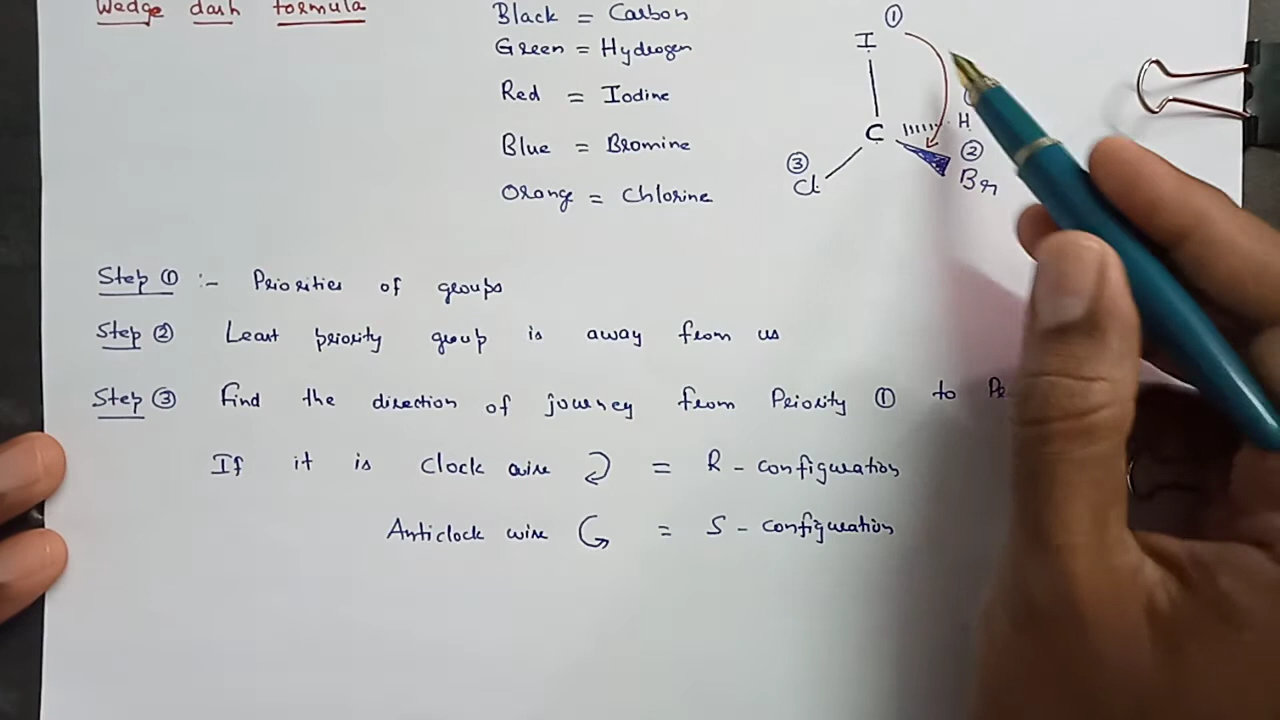 Wedge dash formula
Black = Carbon
Green = Hydrogen
Red = Iodine
Blue = Bromine
Orange = Chlorine
①
I
C
H
②
Br
③
Cl
Step ① :- Priorities of groups
Step ② Least priority group is away from us
Step ③ Find the direction of journey from Priority ① to
If it is clock wise = R - configuration
Anticlock wise = S - configuration